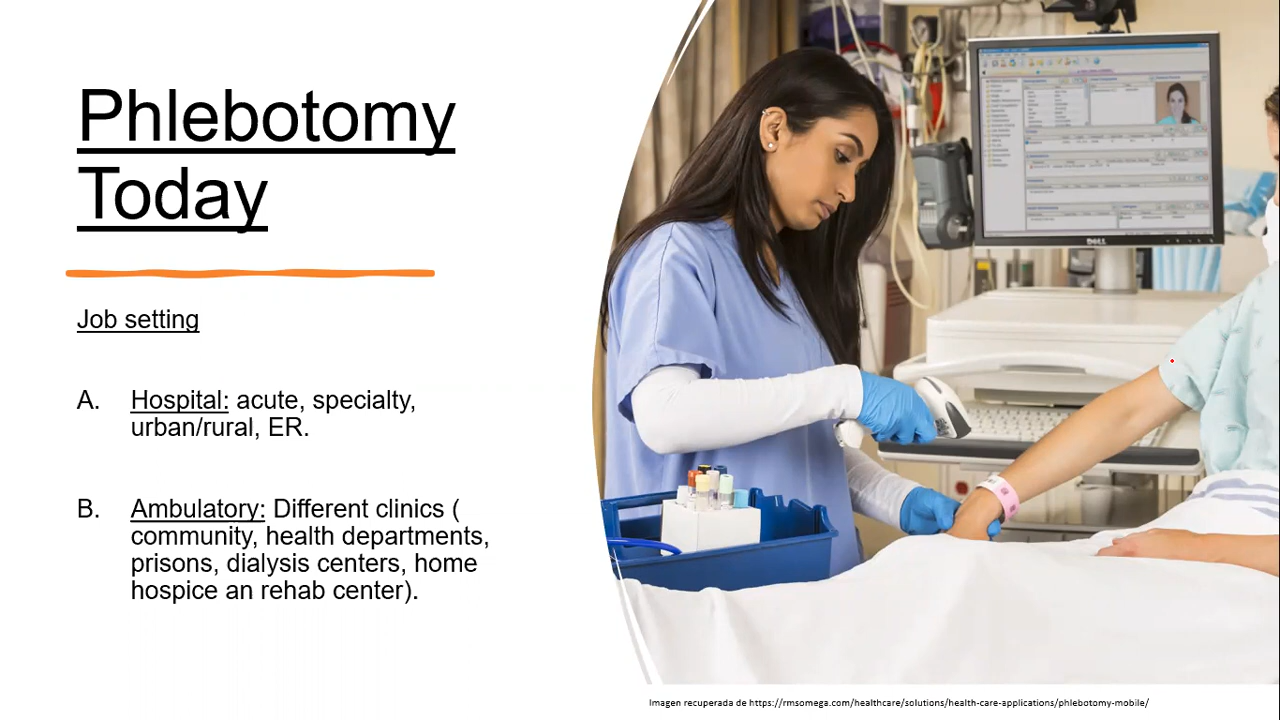 Phlebotomy
Today
Job setting
A. Hospital: acute, specialty,
urban/rural, ER.
B. Ambulatory: Different clinics (
community, health departments,
prisons, dialysis centers, home
hospice an rehab center).
DELL
Imagen recuperada de https://rmsomega.com/healthcare/solutions/health-care-applications/phlebotomy-mobile/